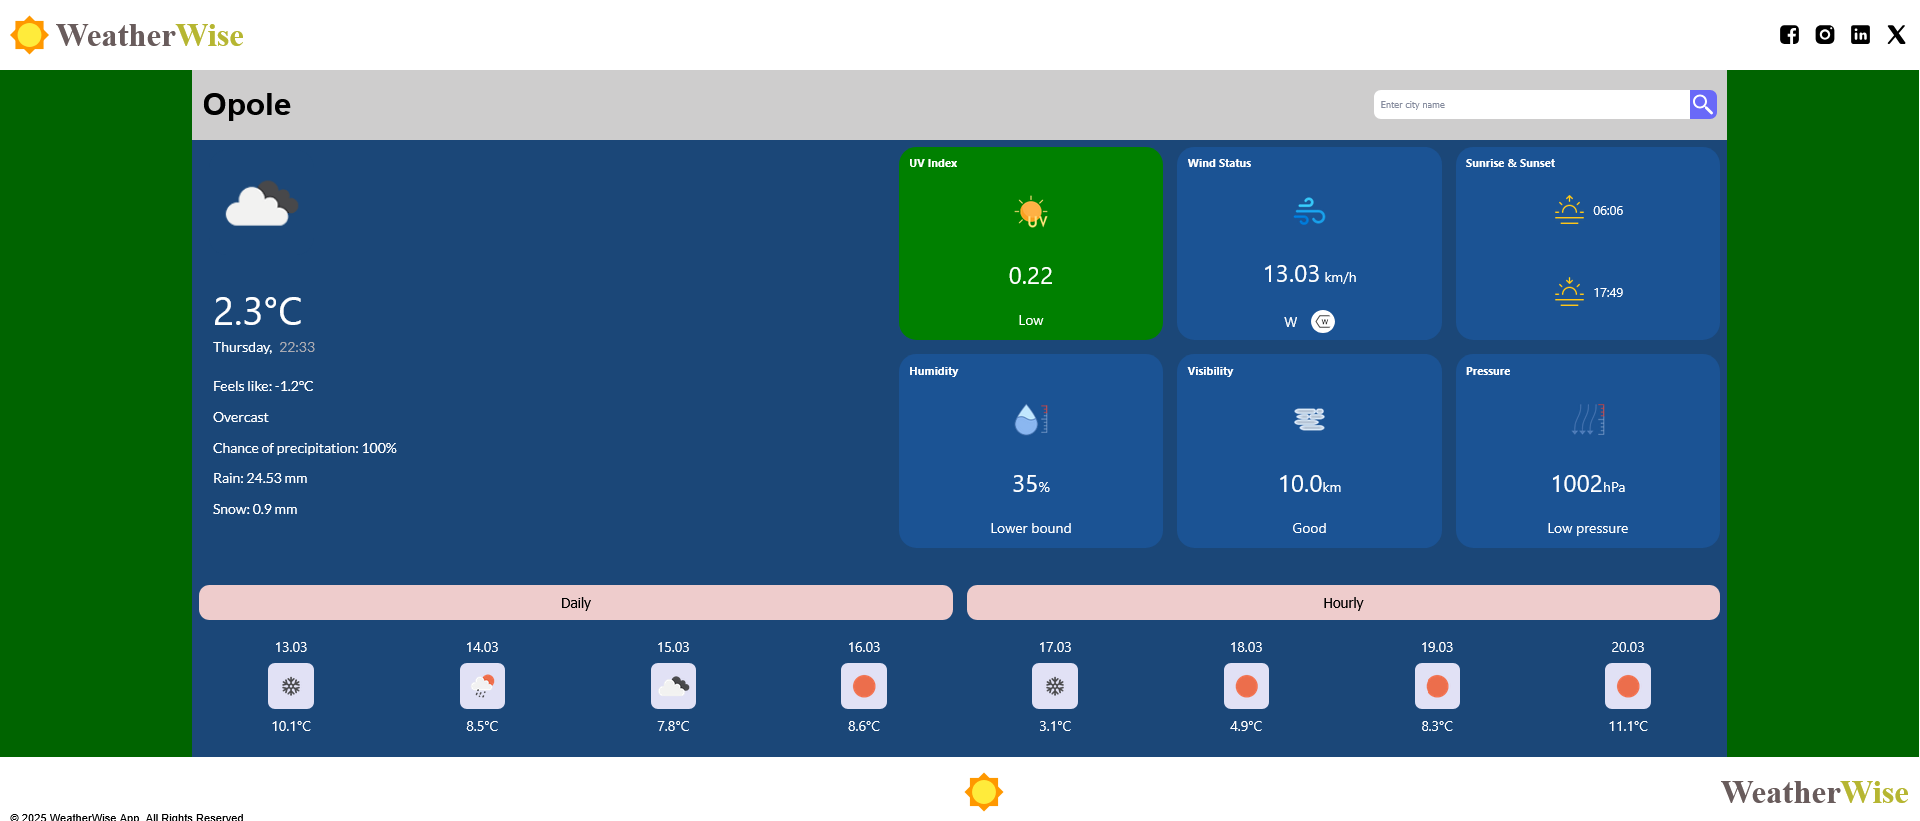 WeatherWise
Opole
Enter city name
2.3°C
Thursday, 22:33
Feels like: -1.2°C
Overcast
Chance of precipitation: 100%
Rain: 24.53 mm
Snow: 0.9 mm
UV Index
UV
0.22
Low
Wind Status
13.03 km/h
W W
Sunrise & Sunset
06:06
17:49
Humidity
35%
Lower bound
Visibility
10.0km
Good
Pressure
1002hPa
Low pressure
Daily
Hourly
13.03 14.03 15.03 16.03 17.03 18.03 19.03 20.03
10.1°C 8.5°C 7.8°C 8.6°C 3.1°C 4.9°C 8.3°C 11.1°C
WeatherWise
© 2025 WeatherWise App. All Rights Reserved